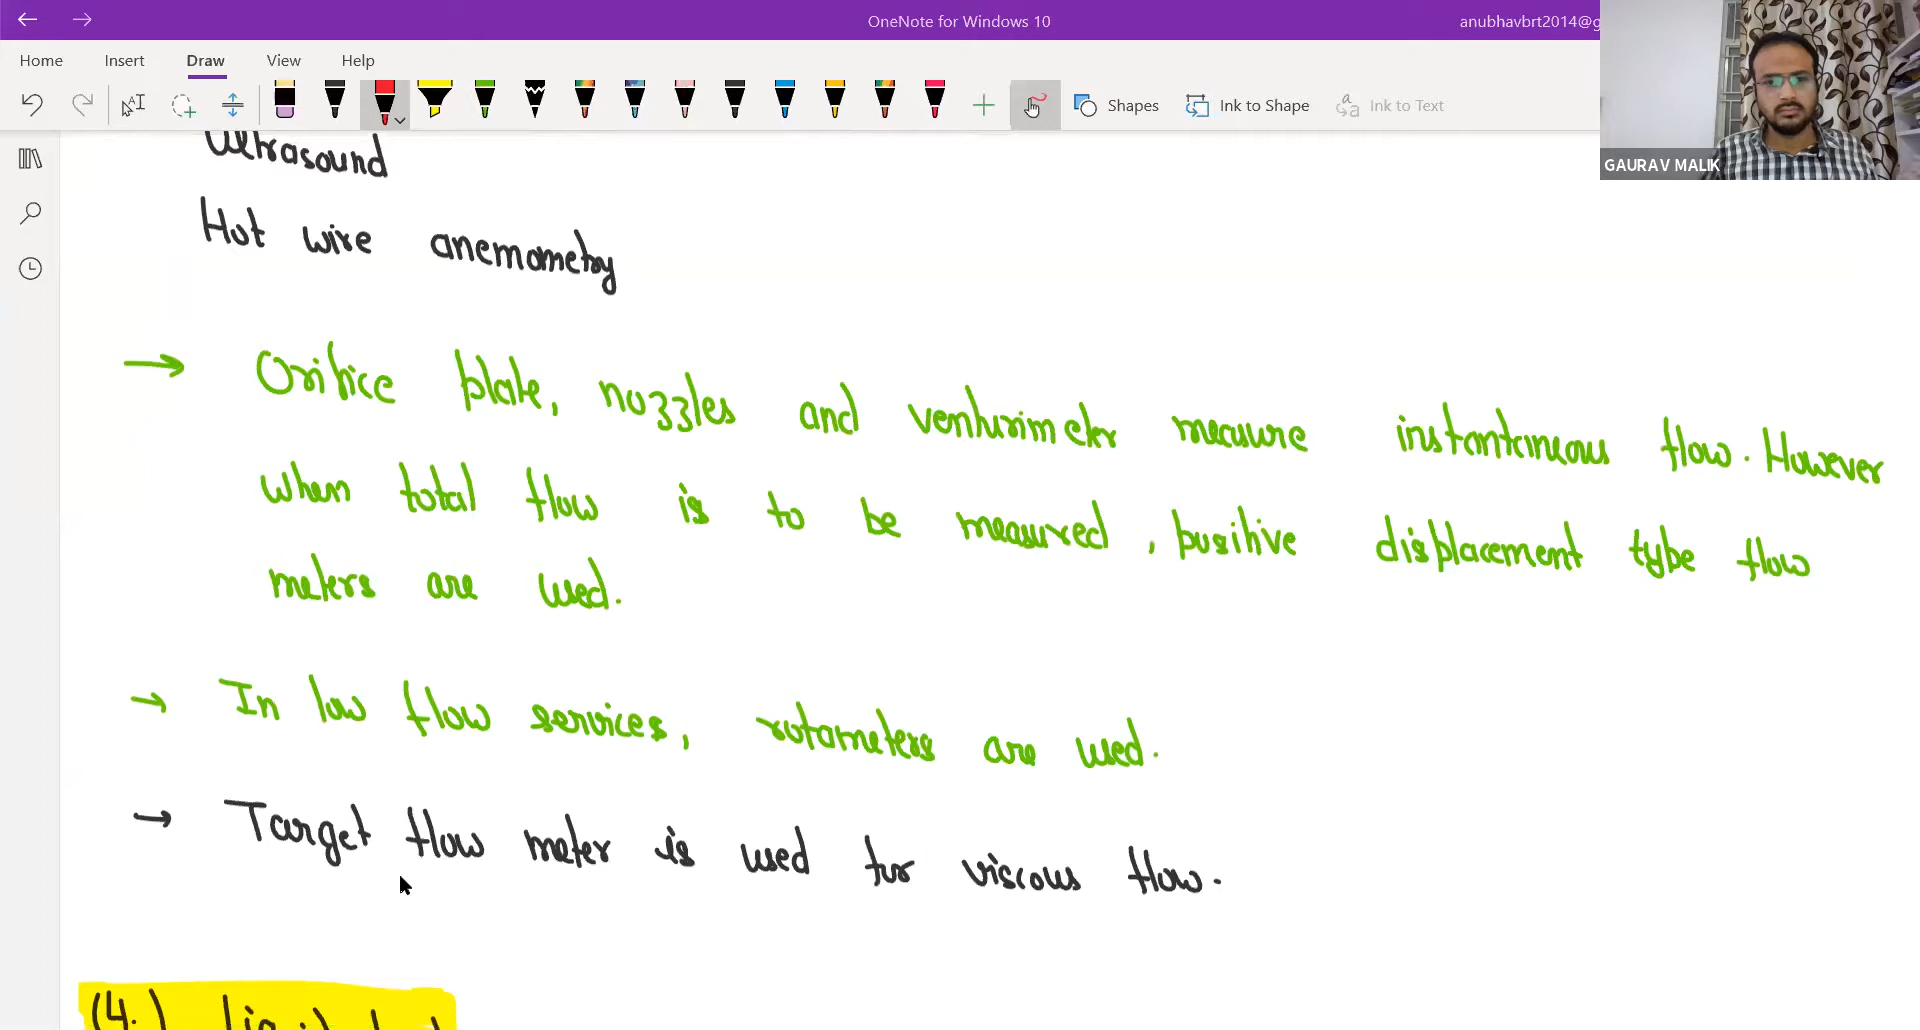 OneNote for Windows 10
anubhavbrt2014@g
Home Insert Draw View Help
Shapes Ink to Shape Ink to Text
GAURAV MALIK
Ultrasound
Hot wire anemometry
→ Orifice plate, nozzles and venturimeter measure instantaneous flow. However
when total flow is to be measured, positive displacement type flow
meters are used.
→ In low flow services, rotameters are used.
→ Target flow meter is used for viscous flow.
(4.)